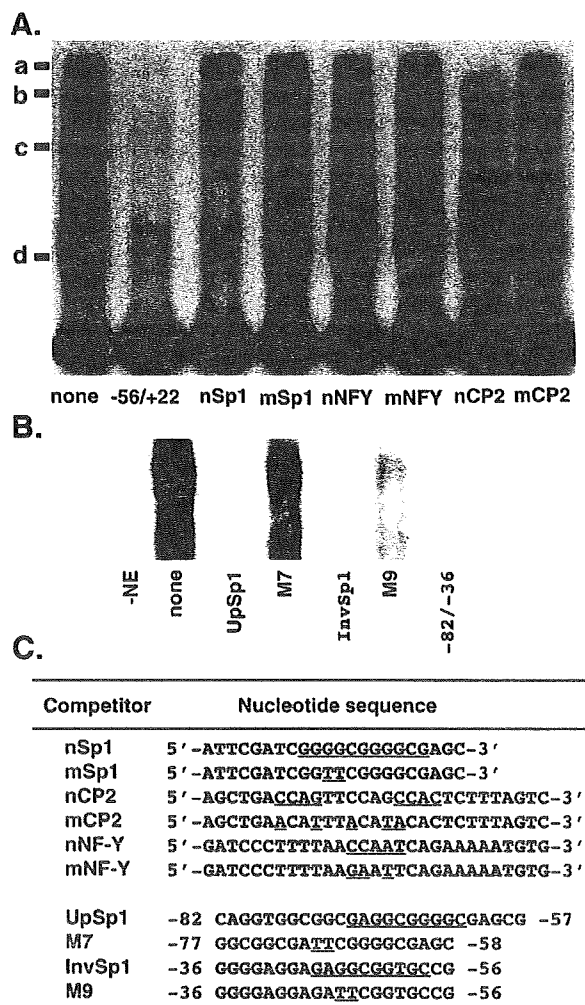 A.
a
b
c
d
none -56/+22 nSp1 mSp1 nNFY mNFY nCP2 mCP2
B.
-NE none UpSp1 M7 InvSp1 M9 -82/-36
C.
Competitor Nucleotide sequence
nSp1 5'-ATTCGATCGGGGCGGGGCGAGC-3'
mSp1 5'-ATTCGATCGGTTCGGGGCGAGC-3'
nCP2 5'-AGCTGACCAGTTCCAGCCACTCTTTAGTC-3'
mCP2 5'-AGCTGAACATTTACATACACTCTTTAGTC-3'
nNF-Y 5'-GATCCCTTTTAACCAATCAGAAAAATGTG-3'
mNF-Y 5'-GATCCCTTTTAAGAATTCAGAAAAATGTG-3'
UpSp1 -82 CAGGTGGCGGCGAGGCGGGGCGAGCG -57
M7 -77 GGCGGCGATTCGGGGCGAGC -58
InvSp1 -36 GGGGAGGAGAGGCGGTGCCG -56
M9 -36 GGGGAGGAGATTCGGTGCCG -56